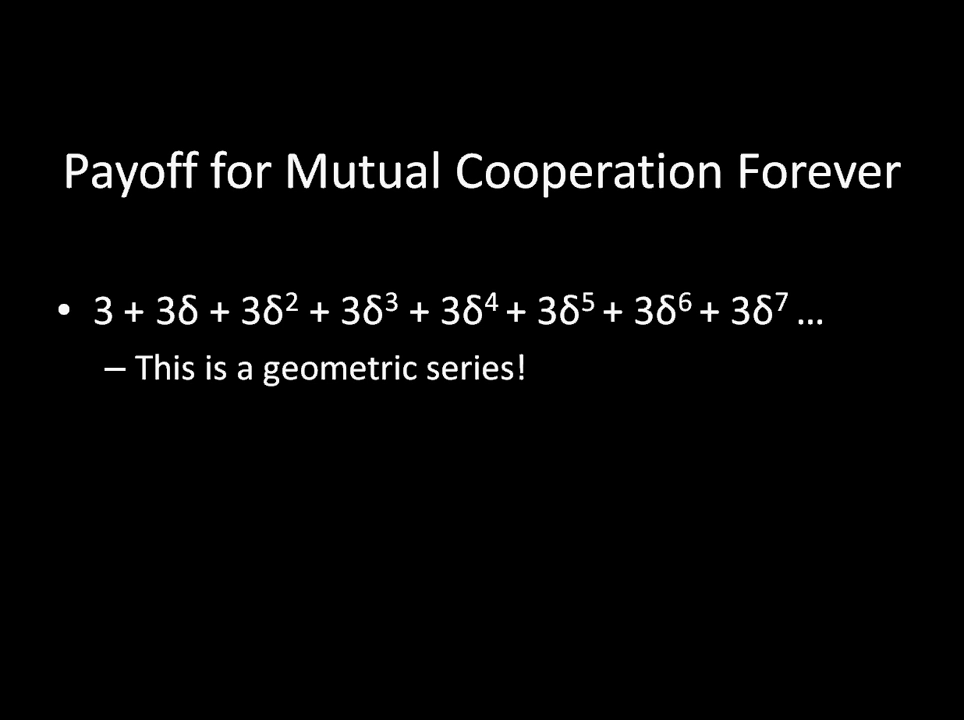 Payoff for Mutual Cooperation Forever
• 3 + 3δ + 3δ² + 3δ³ + 3δ⁴ + 3δ⁵ + 3δ⁶ + 3δ⁷ …
– This is a geometric series!